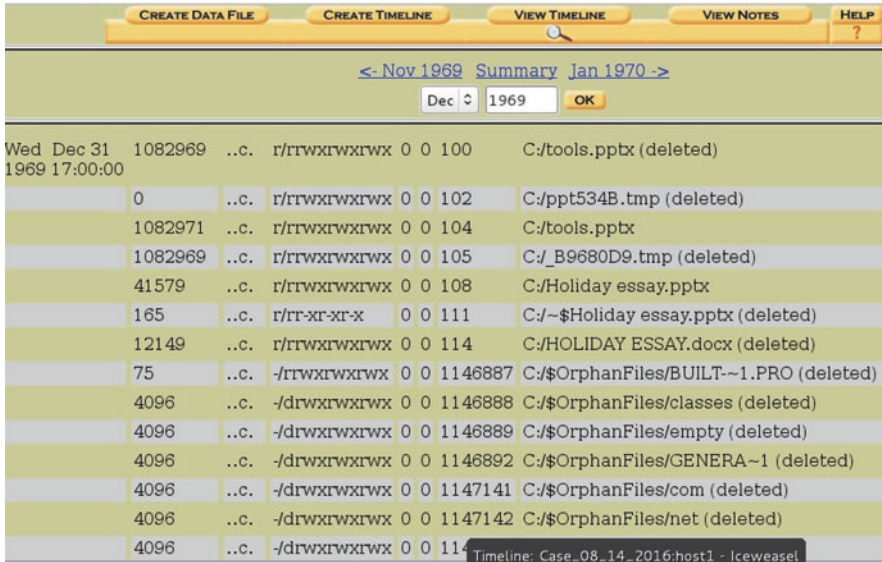 CREATE DATA FILE CREATE TIMELINE VIEW TIMELINE VIEW NOTES HELP
?
<- Nov 1969 Summary Jan 1970 ->
Dec 1969 OK
Wed Dec 31 1969 17:00:00 1082969 ..c. r/rrwxrwxrwx 0 0 100 C:/tools.pptx (deleted)
0 ..c. r/rrwxrwxrwx 0 0 102 C:/ppt534B.tmp (deleted)
1082971 ..c. r/rrwxrwxrwx 0 0 104 C:/tools.pptx
1082969 ..c. r/rrwxrwxrwx 0 0 105 C:/_B9680D9.tmp (deleted)
41579 ..c. r/rrwxrwxrwx 0 0 108 C:/Holiday essay.pptx
165 ..c. r/rr-xr-xr-x 0 0 111 C:/~$Holiday essay.pptx (deleted)
12149 ..c. r/rrwxrwxrwx 0 0 114 C:/HOLIDAY ESSAY.docx (deleted)
75 ..c. -/rrwxrwxrwx 0 0 1146887 C:/$OrphanFiles/BUILT-~1.PRO (deleted)
4096 ..c. -/drwxrwxrwx 0 0 1146888 C:/$OrphanFiles/classes (deleted)
4096 ..c. -/drwxrwxrwx 0 0 1146889 C:/$OrphanFiles/empty (deleted)
4096 ..c. -/drwxrwxrwx 0 0 1146892 C:/$OrphanFiles/GENERA~1 (deleted)
4096 ..c. -/drwxrwxrwx 0 0 1147141 C:/$OrphanFiles/com (deleted)
4096 ..c. -/drwxrwxrwx 0 0 1147142 C:/$OrphanFiles/net (deleted)
4096 ..c. -/drwxrwxrwx 0 0
Timeline: Case_08_14_2016:host1 - Iceweasel